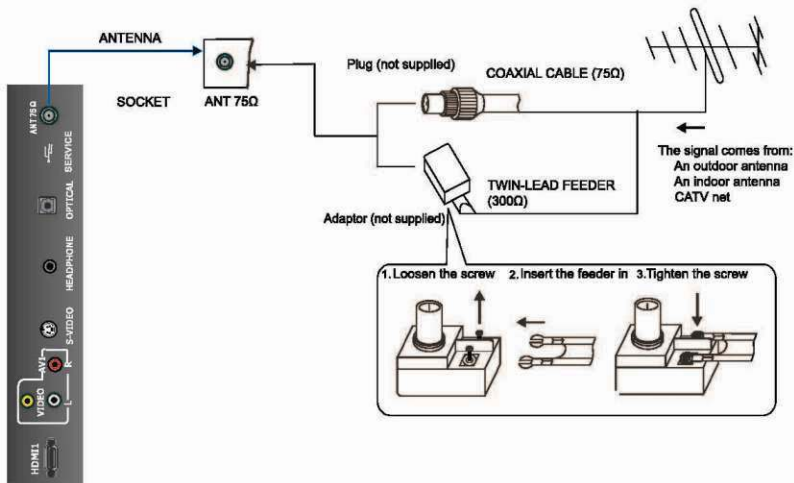 ANTENNA
SOCKET
ANT 75Ω
Plug (not supplied)
COAXIAL CABLE (75Ω)
The signal comes from:
An outdoor antenna
An indoor antenna
CATV net
TWIN-LEAD FEEDER
(300Ω)
Adaptor (not supplied)
1.Loosen the screw
2.Insert the feeder in
3.Tighten the screw
ANT75Ω
SERVICE
OPTICAL
HEADPHONE
S-VIDEO
AV1
R
VIDEO
L
HDMI1